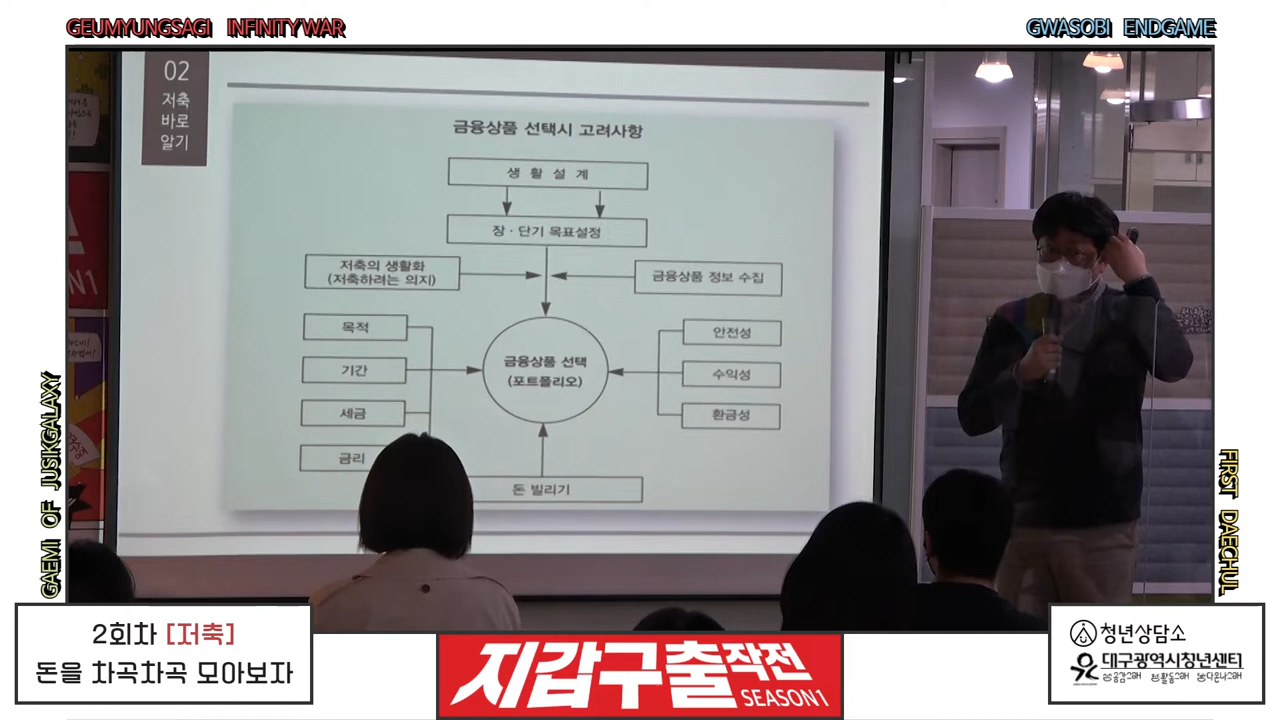 GEUMYUNGSAGI INFINITY WAR
GWASOBI ENDGAME
02
저축
바로
알기
금융상품 선택시 고려사항
생 활 설 계
장 · 단기 목표설정
저축의 생활화
(저축하려는 의지)
금융상품 정보 수집
목적
기간
세금
금리
금융상품 선택
(포트폴리오)
안전성
수익성
환금성
돈 빌리기
GAEMI OF JUSIKGALAXY
FIRST DAECHUL
2회차 [저축]
돈을 차곡차곡 모아보자
지갑구출작전
SEASON1
청년상담소
대구광역시청년센터